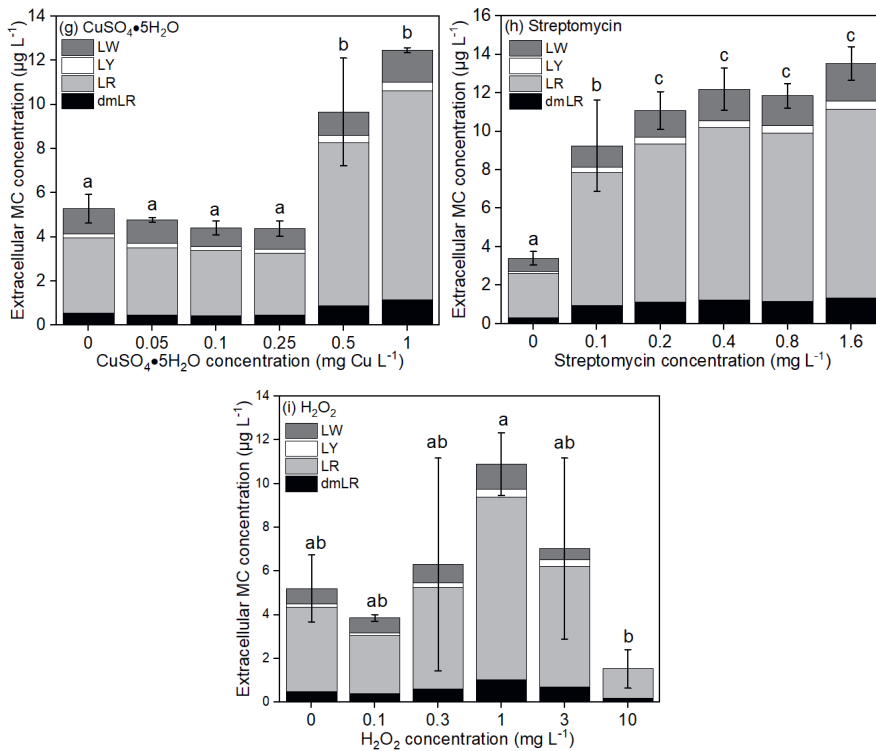 (g) CuSO₄•5H₂O
LW
LY
LR
dmLR
Extracellular MC concentration (µg L⁻¹)
14
12
10
8
6
4
2
0
a
a
a
a
b
b
0 0.05 0.1 0.25 0.5 1
CuSO₄•5H₂O concentration (mg Cu L⁻¹)
(h) Streptomycin
LW
LY
LR
dmLR
Extracellular MC concentration (µg L⁻¹)
16
14
12
10
8
6
4
2
0
a
b
c
c
c
c
0 0.1 0.2 0.4 0.8 1.6
Streptomycin concentration (mg L⁻¹)
(i) H₂O₂
LW
LY
LR
dmLR
Extracellular MC concentration (µg L⁻¹)
14
12
10
8
6
4
2
0
ab
ab
ab
a
ab
b
0 0.1 0.3 1 3 10
H₂O₂ concentration (mg L⁻¹)